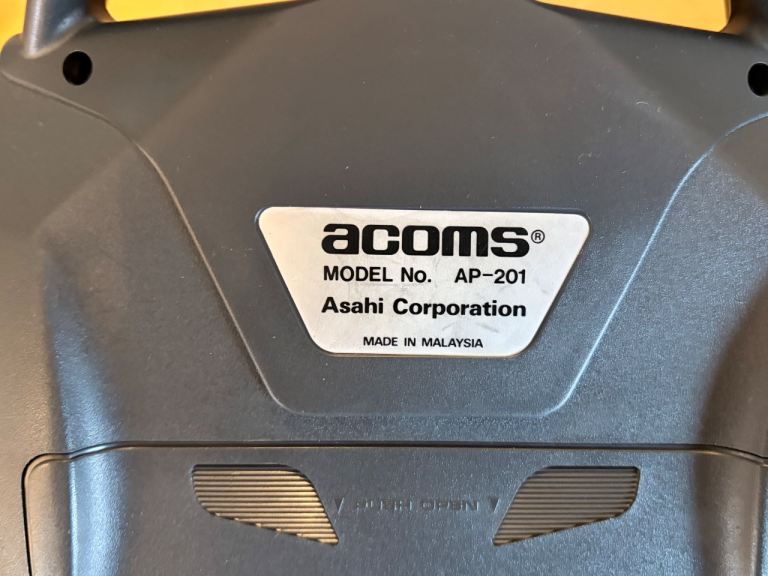 acoms®
MODEL No. AP-201
Asahi Corporation
MADE IN MALAYSIA
PUSH OPEN